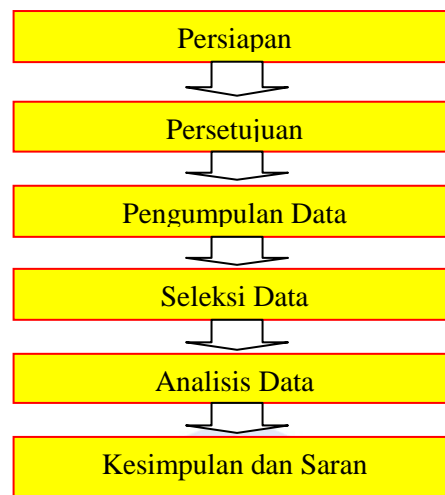 Persiapan
Persetujuan
Pengumpulan Data
Seleksi Data
Analisis Data
Kesimpulan dan Saran